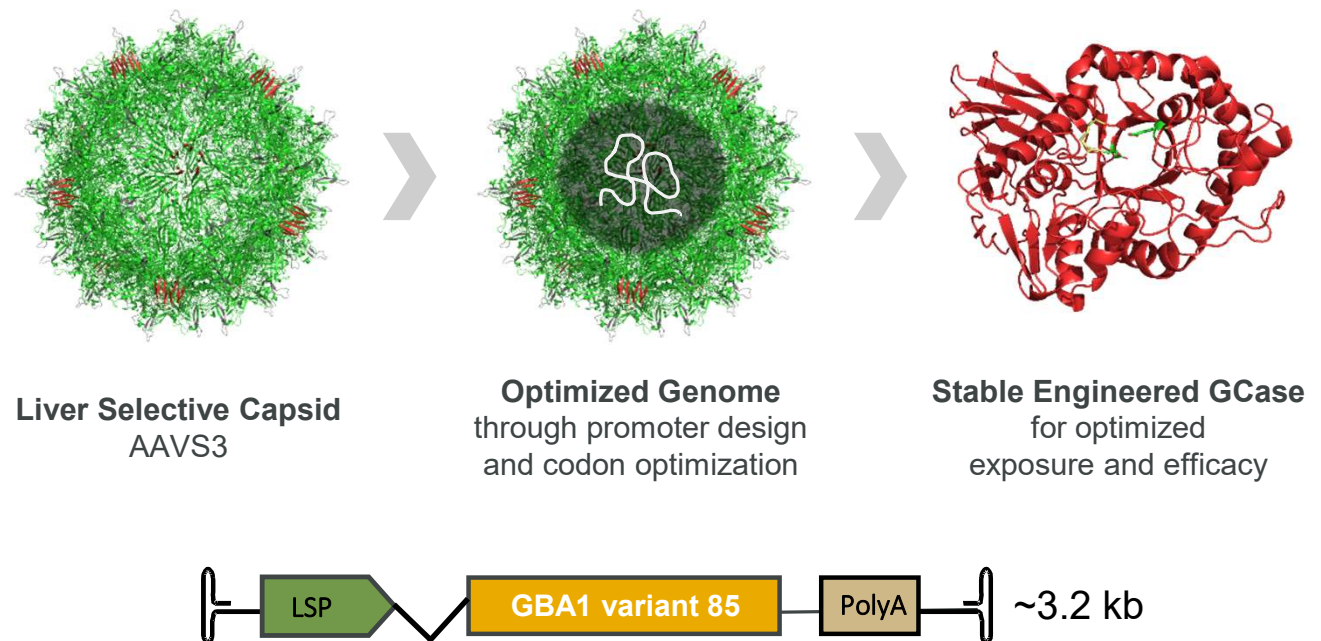 Liver Selective Capsid
AAVS3
Optimized Genome
through promoter design
and codon optimization
Stable Engineered GCase
for optimized
exposure and efficacy
LSP
GBA1 variant 85
PolyA
~3.2 kb